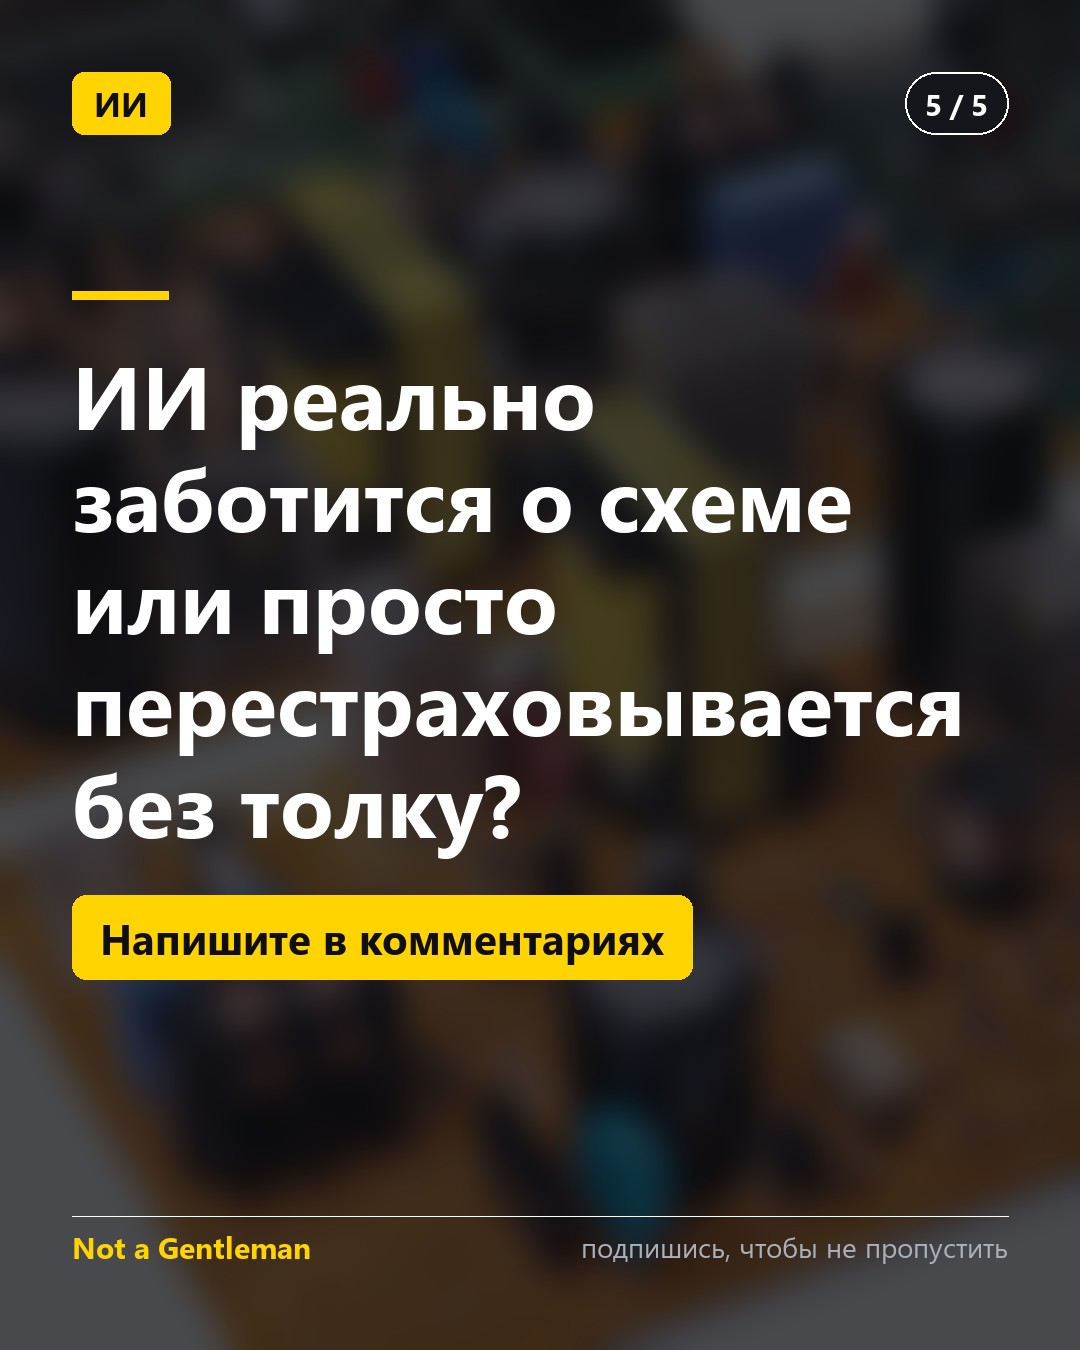 ИИ
5 / 5
ИИ реально
заботится о схеме
или просто
перестраховывается
без толку?
Напишите в комментариях
Not a Gentleman
подпишись, чтобы не пропустить